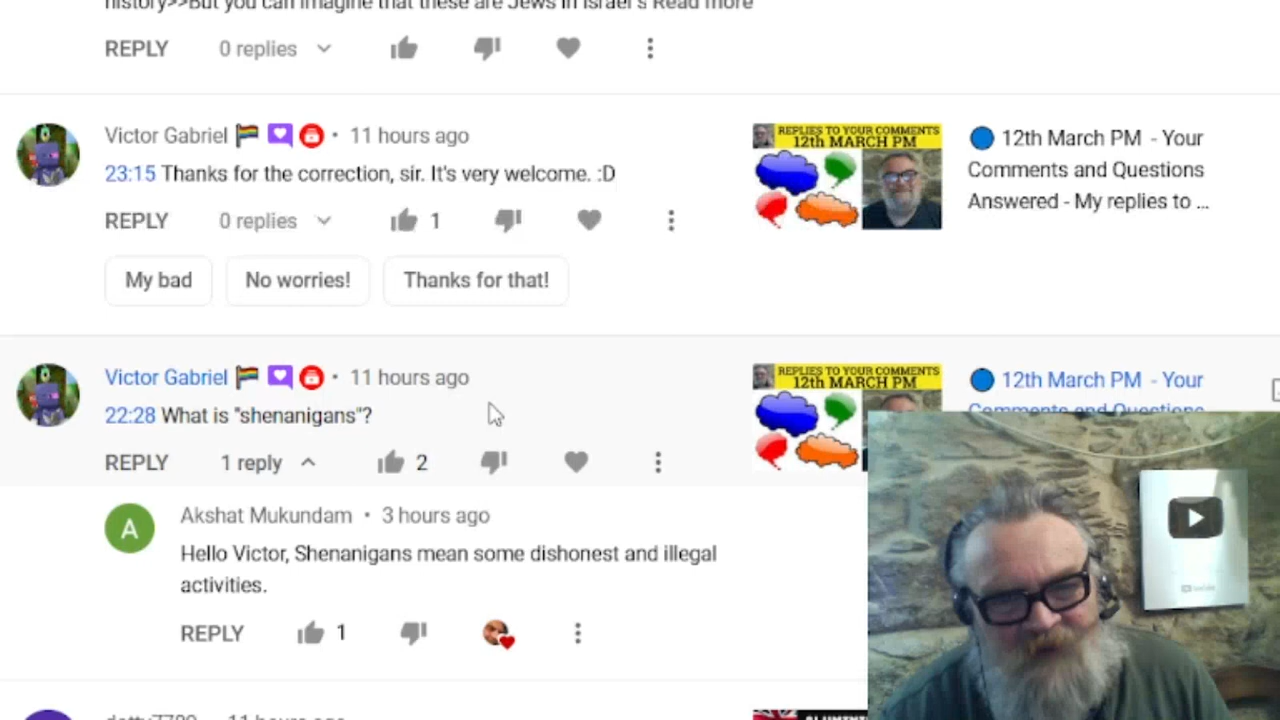 history>>But you can imagine that these are Jews in Israel's Read more
REPLY 0 replies
Victor Gabriel • 11 hours ago
23:15 Thanks for the correction, sir. It's very welcome. :D
REPLY 0 replies 1
My bad No worries! Thanks for that!
REPLIES TO YOUR COMMENTS
12th MARCH PM
12th March PM - Your
Comments and Questions
Answered - My replies to ...
Victor Gabriel • 11 hours ago
22:28 What is "shenanigans"?
REPLY 1 reply 2
REPLIES TO YOUR COMMENTS
12th MARCH PM
12th March PM - Your
Comments and Questions
A Akshat Mukundam • 3 hours ago
Hello Victor, Shenanigans mean some dishonest and illegal
activities.
REPLY 1
11 hours ago